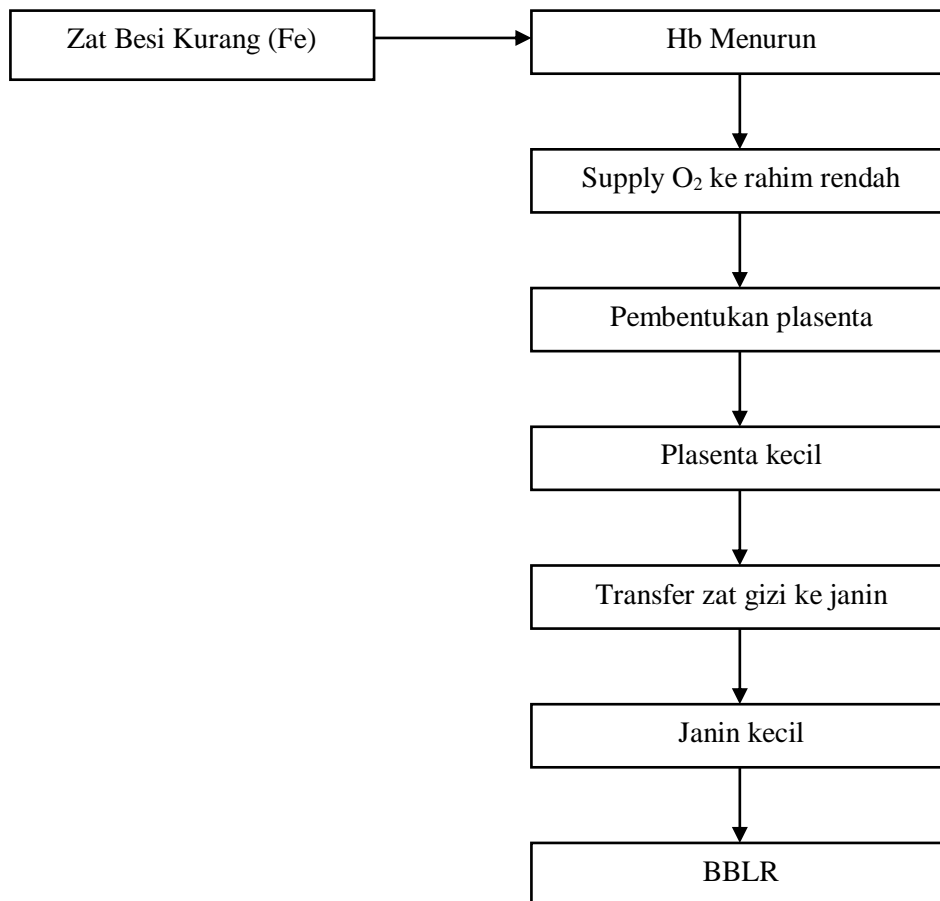 Zat Besi Kurang (Fe)
Hb Menurun
Supply O₂ ke rahim rendah
Pembentukan plasenta
Plasenta kecil
Transfer zat gizi ke janin
Janin kecil
BBLR